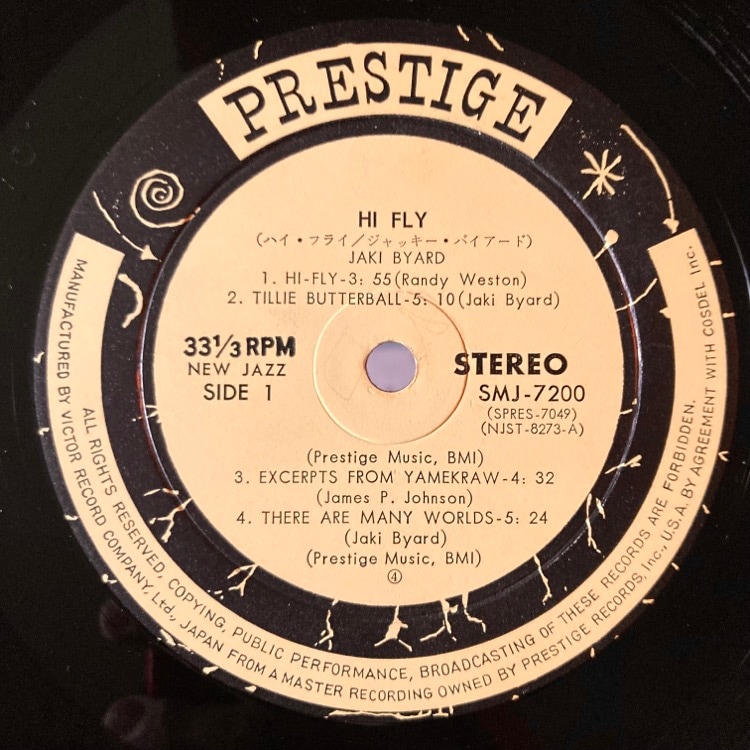 PRESTIGE
HI FLY
(ハイ・フライ/ジャッキー・バイアード)
JAKI BYARD
1. HI-FLY-3: 55(Randy Weston)
2. TILLIE BUTTERBALL-5: 10(Jaki Byard)
33 1/3 RPM
NEW JAZZ
SIDE 1
STEREO
SMJ-7200
(SPRES-7049)
(NJST-8273-A)
(Prestige Music, BMI)
3. EXCERPTS FROM YAMEKRAW-4: 32
(James P. Johnson)
4. THERE ARE MANY WORLDS-5: 24
(Jaki Byard)
(Prestige Music, BMI)
④
ALL RIGHTS RESERVED, COPYING, PUBLIC PERFORMANCE, BROADCASTING OF THESE RECORDS ARE FORBIDDEN.
MANUFACTURED BY VICTOR RECORD COMPANY, Ltd., JAPAN FROM A MASTER RECORDING OWNED BY PRESTIGE RECORDS, Inc., U.S.A. BY AGREEMENT WITH COSDEL Inc.